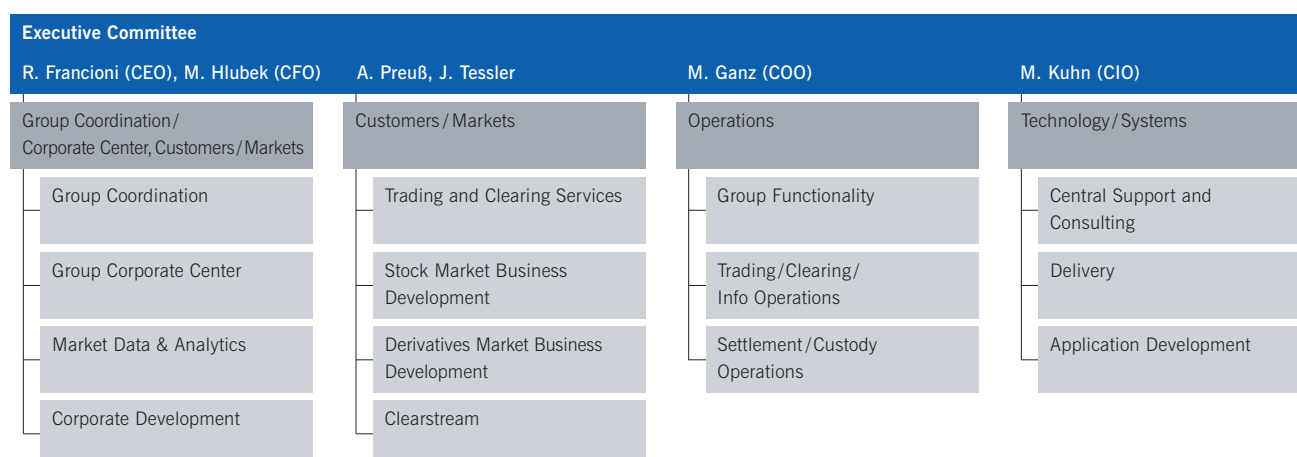 Executive Committee
R. Francioni (CEO), M. Hlubek (CFO)
A. Preuß, J. Tessler
M. Ganz (COO)
M. Kuhn (CIO)
Group Coordination/
Corporate Center, Customers/Markets
Customers/Markets
Operations
Technology/Systems
Group Coordination
Group Corporate Center
Market Data & Analytics
Corporate Development
Trading and Clearing Services
Stock Market Business
Development
Derivatives Market Business
Development
Clearstream
Group Functionality
Trading/Clearing/
Info Operations
Settlement/Custody
Operations
Central Support and
Consulting
Delivery
Application Development